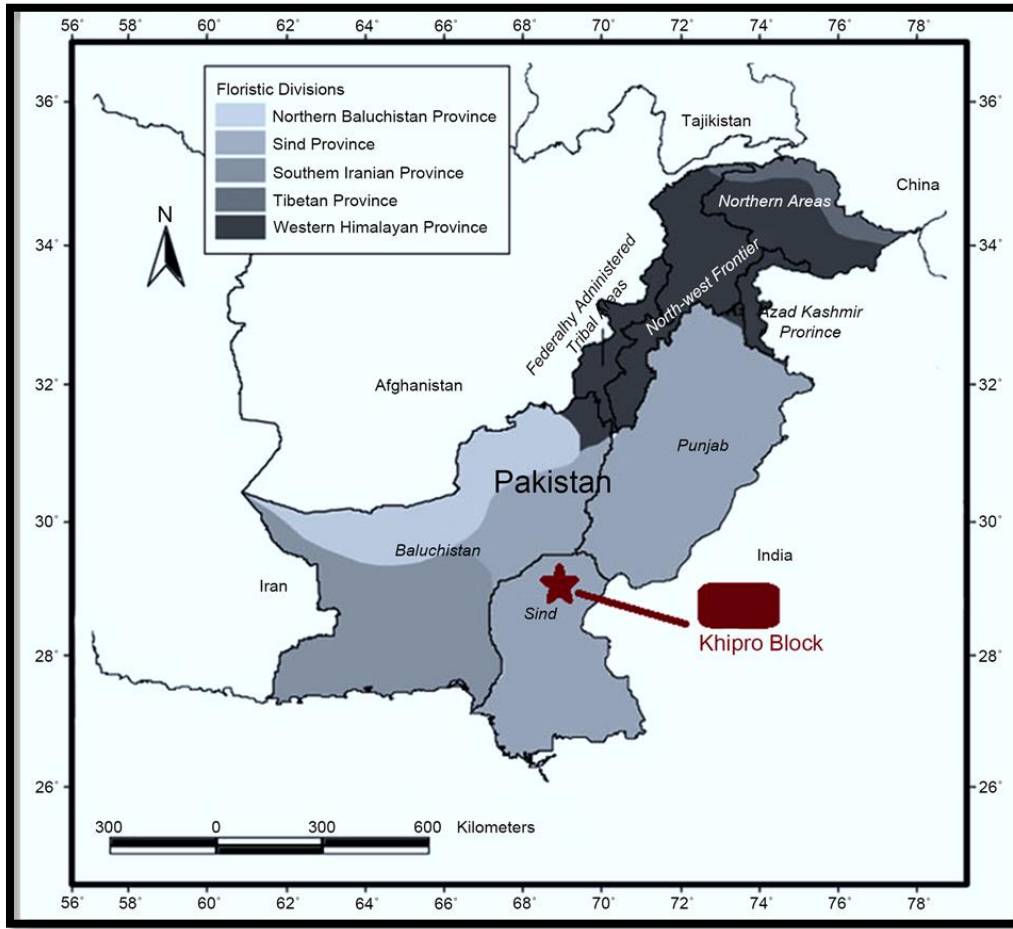 56 58 60 62 64 66 68 70 72 74 76 78
Floristic Divisions
Northern Baluchistan Province
Sind Province
Southem Iranian Province
Tibetan Province
Western Himalayan Province
36˚
36˚
Tajikistan
China
Northern Areas
N
34˚
34˚
North-west Frontier
Federalhy Adninistered
Tribal Areas
Azad Kashmir
Prorince
32˚
32˚
Afghanistan
Punjab
Pakistan
30˚
30˚
Baluchistan
India
Iran
Sind
Khipro Block
28˚
28˚
26˚
26˚
300 0 300 600 Kilometers
56˚ 58˚ 60˚ 62˚ 64˚ 66˚ 68˚ 70˚ 72˚ 74˚ 76˚ 78˚